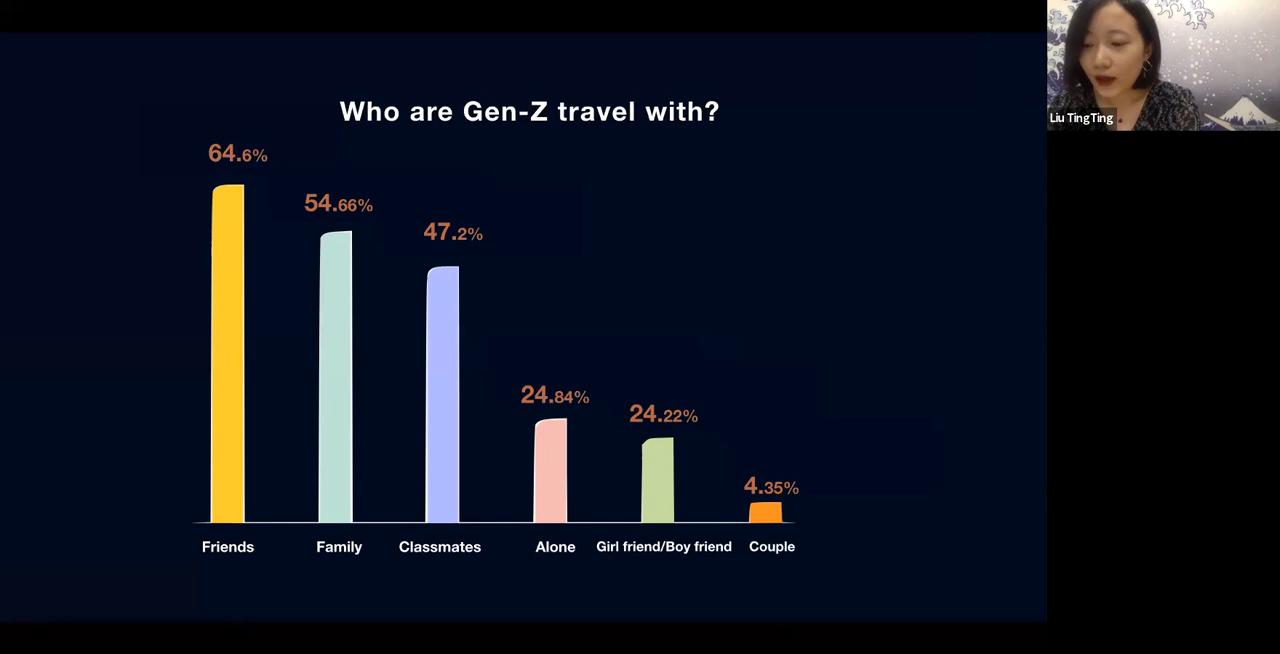 Who are Gen-Z travel with?
64.6%
54.66%
47.2%
24.84%
24.22%
4.35%
Friends
Family
Classmates
Alone
Girl friend/Boy friend
Couple
Liu TingTing